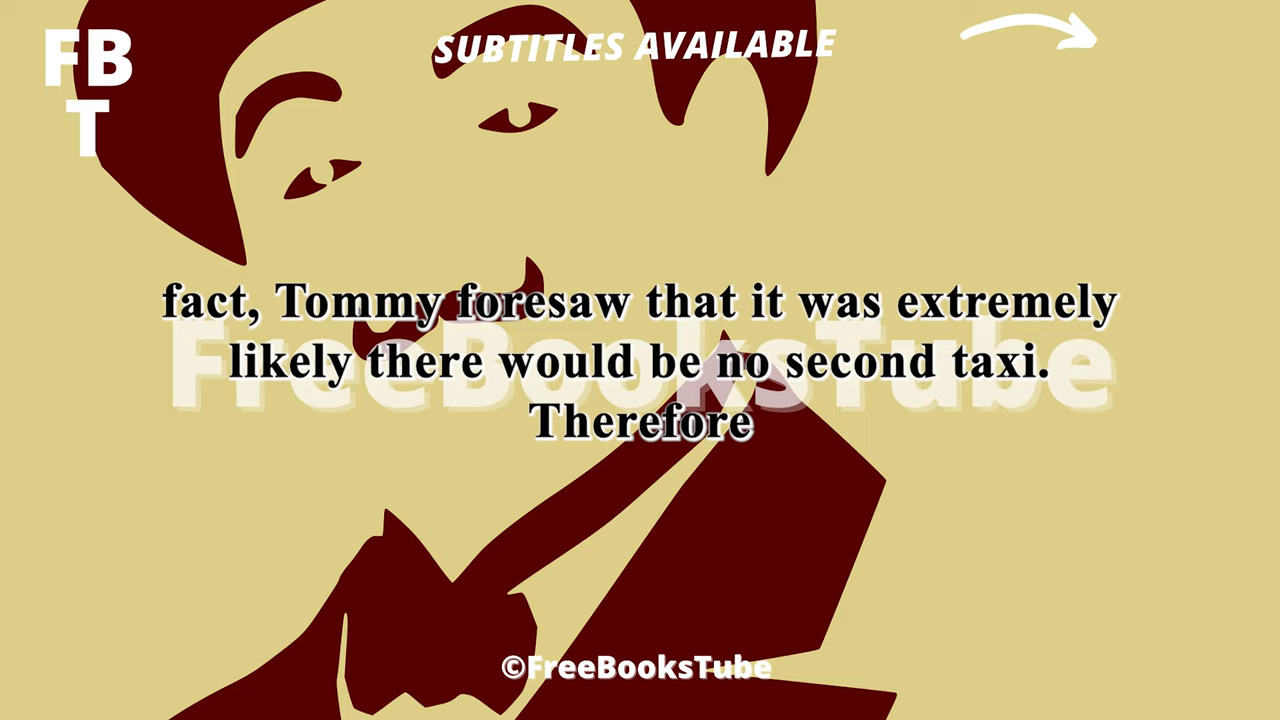 FB
T
SUBTITLES AVAILABLE
fact, Tommy foresaw that it was extremely
likely there would be no second taxi.
Therefore
FreeBooksTube
©FreeBooksTube